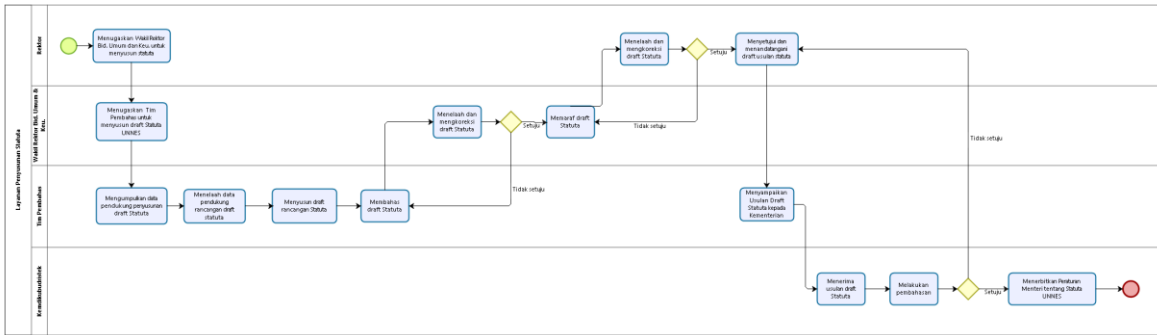 Layanan Penyusunan Statuta
Rektor
Menugaskan Wakil Rektor
Bid. Umum dan Keu. untuk
menyusun statuta
Menelaah dan
mengkoreksi
draft Statuta
Setuju
Menyetujui dan
menandatangani
draft usulan statuta
Wakil Rektor Bid. Umum &
Keu.
Menugaskan Tim
Pembahas untuk
menyusun draft Statuta
UNNES
Menelaah dan
mengkoreksi
draft Statuta
Setuju
Memaraf draft
Statuta
Tidak setuju
Tidak setuju
Tim Pembahas
Mengumpulkan data
pendukung penyusunan
draft Statuta
Menelaah data
pendukung
rancangan draft
statuta
Menyusun draft
rancangan Statuta
Membahas
draft Statuta
Tidak setuju
Menyampaikan
Usulan Draft
Statuta kepada
Kementerian
Kemdikbudristek
Menerima
usulan draft
Statuta
Melakukan
pembahasan
Setuju
Menerbitkan Peraturan
Menteri tentang Statuta
UNNES